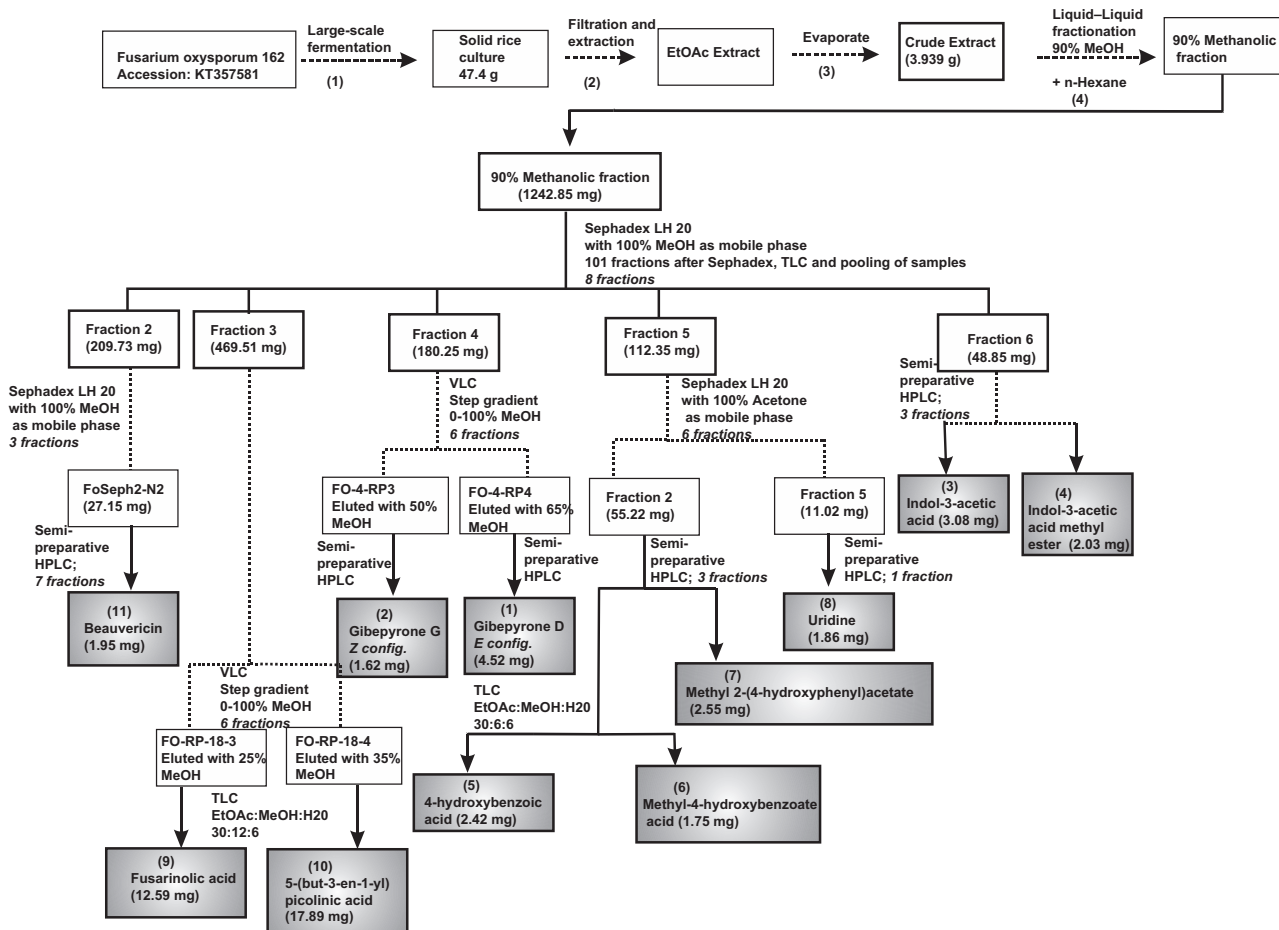 Fusarium oxysporum 162
Accession: KT357581
Large-scale
fermentation
(1)
Solid rice
culture
47.4 g
Filtration and
extraction
(2)
EtOAc Extract
Evaporate
(3)
Crude Extract
(3.939 g)
Liquid–Liquid
fractionation
90% MeOH
+ n-Hexane
(4)
90% Methanolic
fraction
90% Methanolic fraction
(1242.85 mg)
Sephadex LH 20
with 100% MeOH as mobile phase
101 fractions after Sephadex, TLC and pooling of samples
8 fractions
Fraction 2
(209.73 mg)
Fraction 3
(469.51 mg)
Fraction 4
(180.25 mg)
Fraction 5
(112.35 mg)
Fraction 6
(48.85 mg)
Sephadex LH 20
with 100% MeOH
as mobile phase
3 fractions
VLC
Step gradient
0-100% MeOH
6 fractions
Sephadex LH 20
with 100% Acetone
as mobile phase
6 fractions
Semi-
preparative
HPLC;
3 fractions
FoSeph2-N2
(27.15 mg)
FO-4-RP3
Eluted with 50%
MeOH
FO-4-RP4
Eluted with 65%
MeOH
Fraction 2
(55.22 mg)
Fraction 5
(11.02 mg)
(3)
Indol-3-acetic
acid (3.08 mg)
(4)
Indol-3-acetic
acid methyl
ester (2.03 mg)
Semi-
preparative
HPLC;
7 fractions
Semi-
preparative
HPLC
Semi-
preparative
HPLC
Semi-
preparative
HPLC; 3 fractions
Semi-
preparative
HPLC; 1 fraction
(11)
Beauvericin
(1.95 mg)
(2)
Gibepyrone G
Z config.
(1.62 mg)
(1)
Gibepyrone D
E config.
(4.52 mg)
(8)
Uridine
(1.86 mg)
(7)
Methyl 2-(4-hydroxyphenyl)acetate
(2.55 mg)
VLC
Step gradient
0-100% MeOH
6 fractions
TLC
EtOAc:MeOH:H20
30:6:6
FO-RP-18-3
Eluted with 25%
MeOH
FO-RP-18-4
Eluted with 35%
MeOH
(5)
4-hydroxybenzoic
acid (2.42 mg)
(6)
Methyl-4-hydroxybenzoate
acid (1.75 mg)
TLC
EtOAc:MeOH:H20
30:12:6
(9)
Fusarinolic acid
(12.59 mg)
(10)
5-(but-3-en-1-yl)
picolinic acid
(17.89 mg)